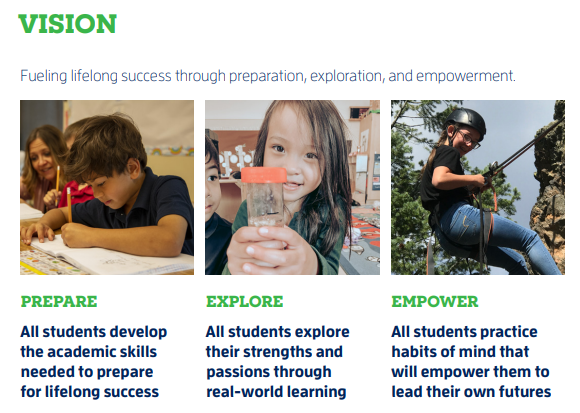 VISION
Fueling lifelong success through preparation, exploration, and empowerment.
PREPARE
All students develop
the academic skills
needed to prepare
for lifelong success
EXPLORE
All students explore
their strengths and
passions through
real-world learning
EMPOWER
All students practice
habits of mind that
will empower them to
lead their own futures